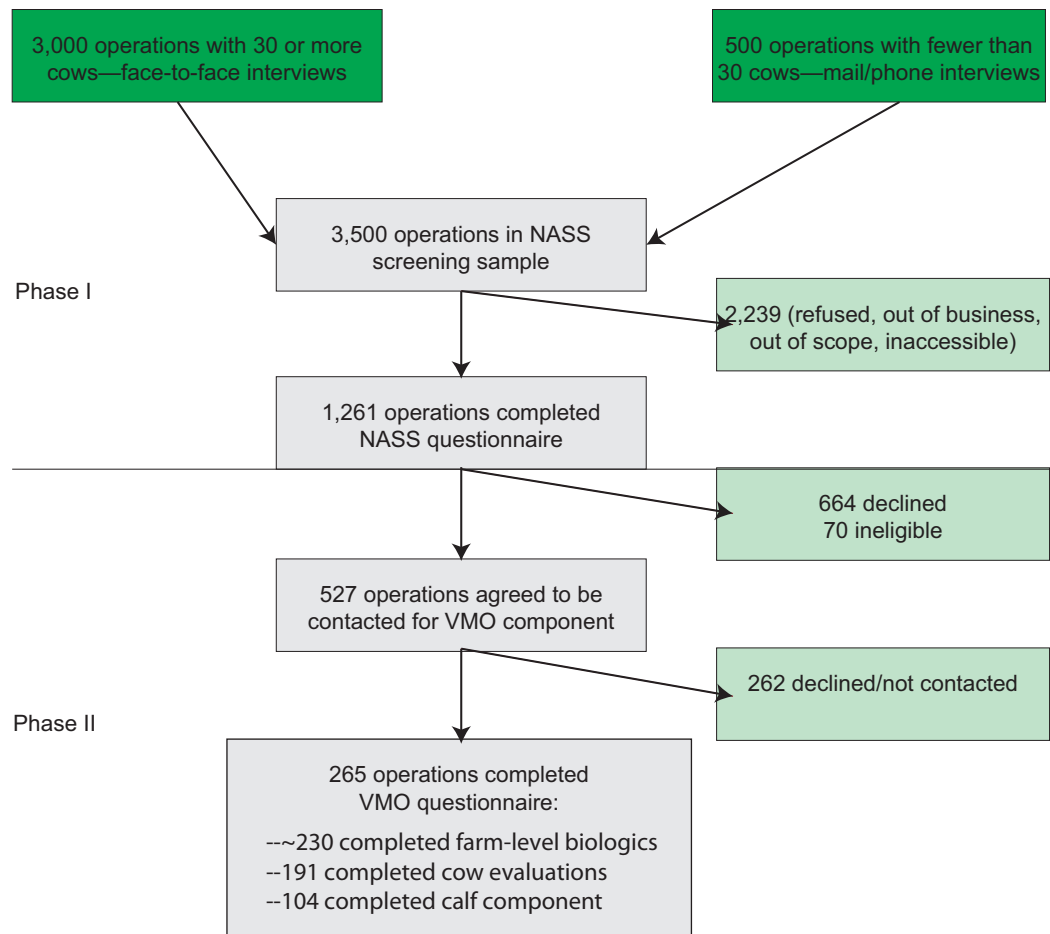 3,000 operations with 30 or more
cows—face-to-face interviews
500 operations with fewer than
30 cows—mail/phone interviews
3,500 operations in NASS
screening sample
Phase I
2,239 (refused, out of business,
out of scope, inaccessible)
1,261 operations completed
NASS questionnaire
664 declined
70 ineligible
527 operations agreed to be
contacted for VMO component
262 declined/not contacted
Phase II
265 operations completed
VMO questionnaire:
--~230 completed farm-level biologics
--191 completed cow evaluations
--104 completed calf component